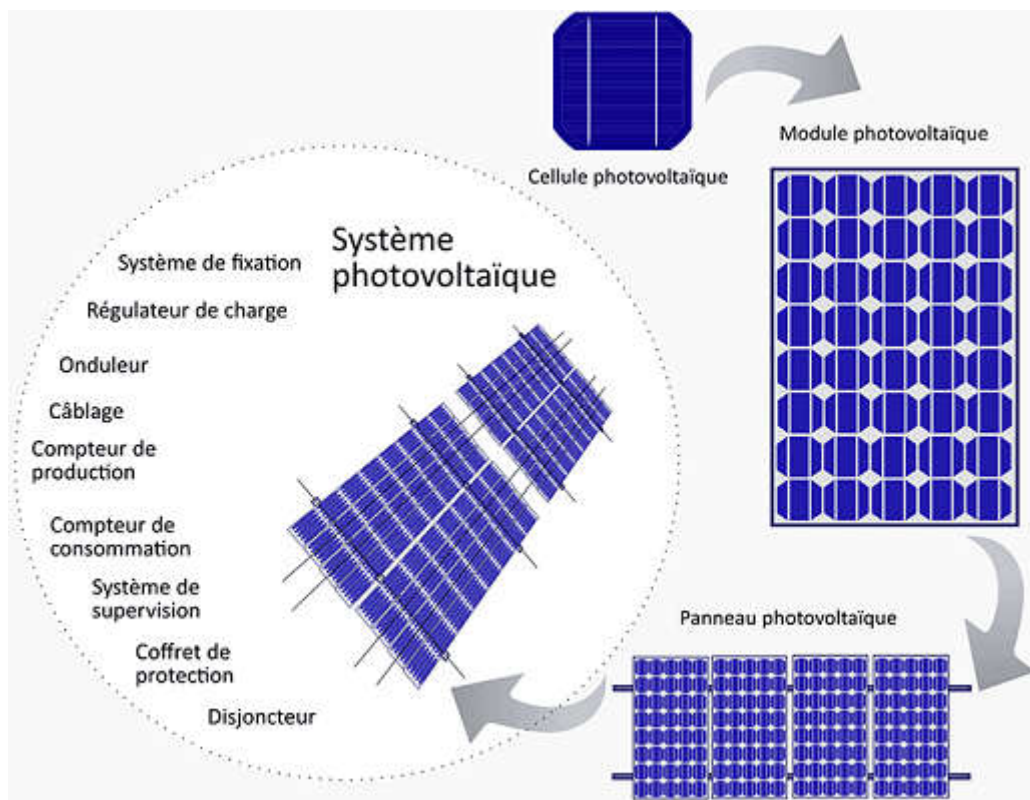 Module photovoltaïque
Cellule photovoltaïque
Système
photovoltaïque
Système de fixation
Régulateur de charge
Onduleur
Câblage
Compteur de
production
Compteur de
consommation
Système de
supervision
Coffret de
protection
Disjoncteur
Panneau photovoltaïque